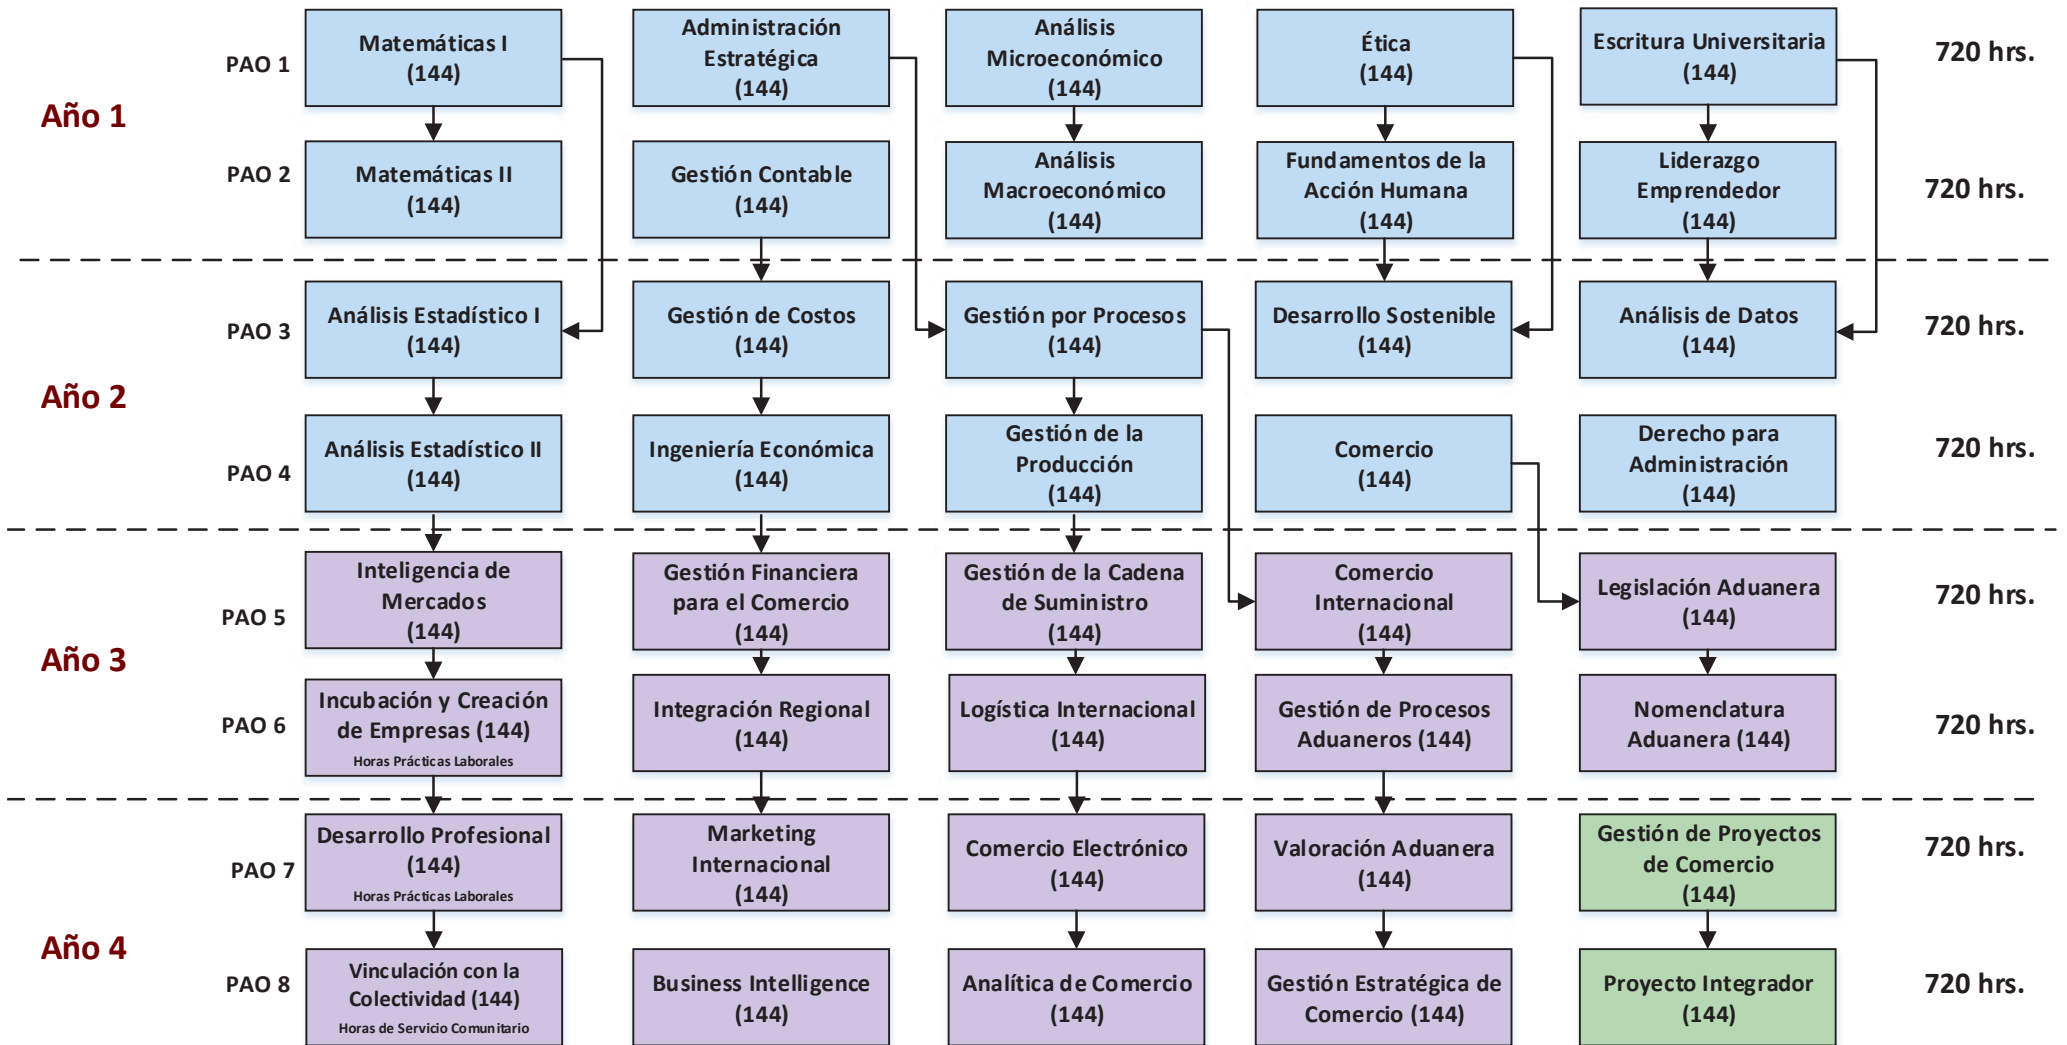 Año 1
PAO 1
Matemáticas I
(144)
Administración
Estratégica
(144)
Análisis
Microeconómico
(144)
Ética
(144)
Escritura Universitaria
(144)
720 hrs.
PAO 2
Matemáticas II
(144)
Gestión Contable
(144)
Análisis
Macroeconómico
(144)
Fundamentos de la
Acción Humana
(144)
Liderazgo
Emprendedor
(144)
720 hrs.
Año 2
PAO 3
Análisis Estadístico I
(144)
Gestión de Costos
(144)
Gestión por Procesos
(144)
Desarrollo Sostenible
(144)
Análisis de Datos
(144)
720 hrs.
PAO 4
Análisis Estadístico II
(144)
Ingeniería Económica
(144)
Gestión de la
Producción
(144)
Comercio
(144)
Derecho para
Administración
(144)
720 hrs.
Año 3
PAO 5
Inteligencia de
Mercados
(144)
Gestión Financiera
para el Comercio
(144)
Gestión de la Cadena
de Suministro
(144)
Comercio
Internacional
(144)
Legislación Aduanera
(144)
720 hrs.
PAO 6
Incubación y Creación
de Empresas (144)
Horas Prácticas Laborales
Integración Regional
(144)
Logística Internacional
(144)
Gestión de Procesos
Aduaneros (144)
Nomenclatura
Aduanera (144)
720 hrs.
Año 4
PAO 7
Desarrollo Profesional
(144)
Horas Prácticas Laborales
Marketing
Internacional
(144)
Comercio Electrónico
(144)
Valoración Aduanera
(144)
Gestión de Proyectos
de Comercio
(144)
720 hrs.
PAO 8
Vinculación con la
Colectividad (144)
Horas de Servicio Comunitario
Business Intelligence
(144)
Analítica de Comercio
(144)
Gestión Estratégica de
Comercio (144)
Proyecto Integrador
(144)
720 hrs.